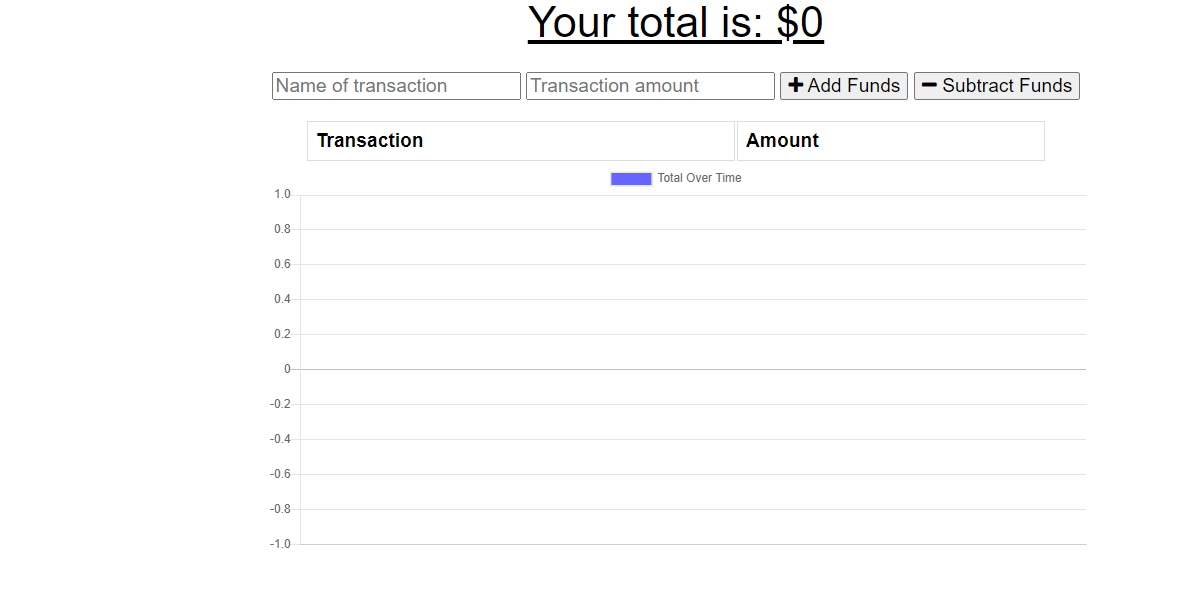 Your total is: $0
Name of transaction Transaction amount Add Funds Subtract Funds
Transaction Amount
Total Over Time
1.0
0.8
0.6
0.4
0.2
0
-0.2
-0.4
-0.6
-0.8
-1.0